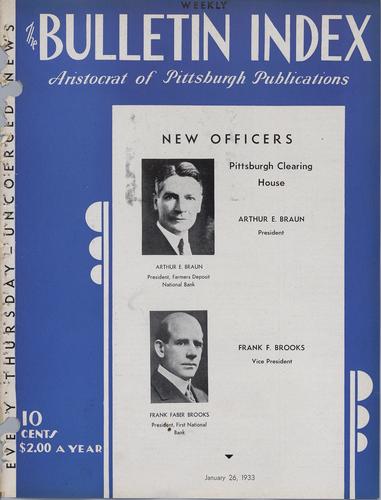 WEEKLY
The BULLETIN INDEX
Aristocrat of Pittsburgh Publications
EVERY THURSDAY UNCOERCED NEWS
NEW OFFICERS
Pittsburgh Clearing
House
ARTHUR E. BRAUN
President
ARTHUR E. BRAUN
President, Farmers Deposit
National Bank
FRANK F. BROOKS
Vice President
FRANK FABER BROOKS
President, First National
Bank
10
CENTS
$2.00 A YEAR
January 26, 1933